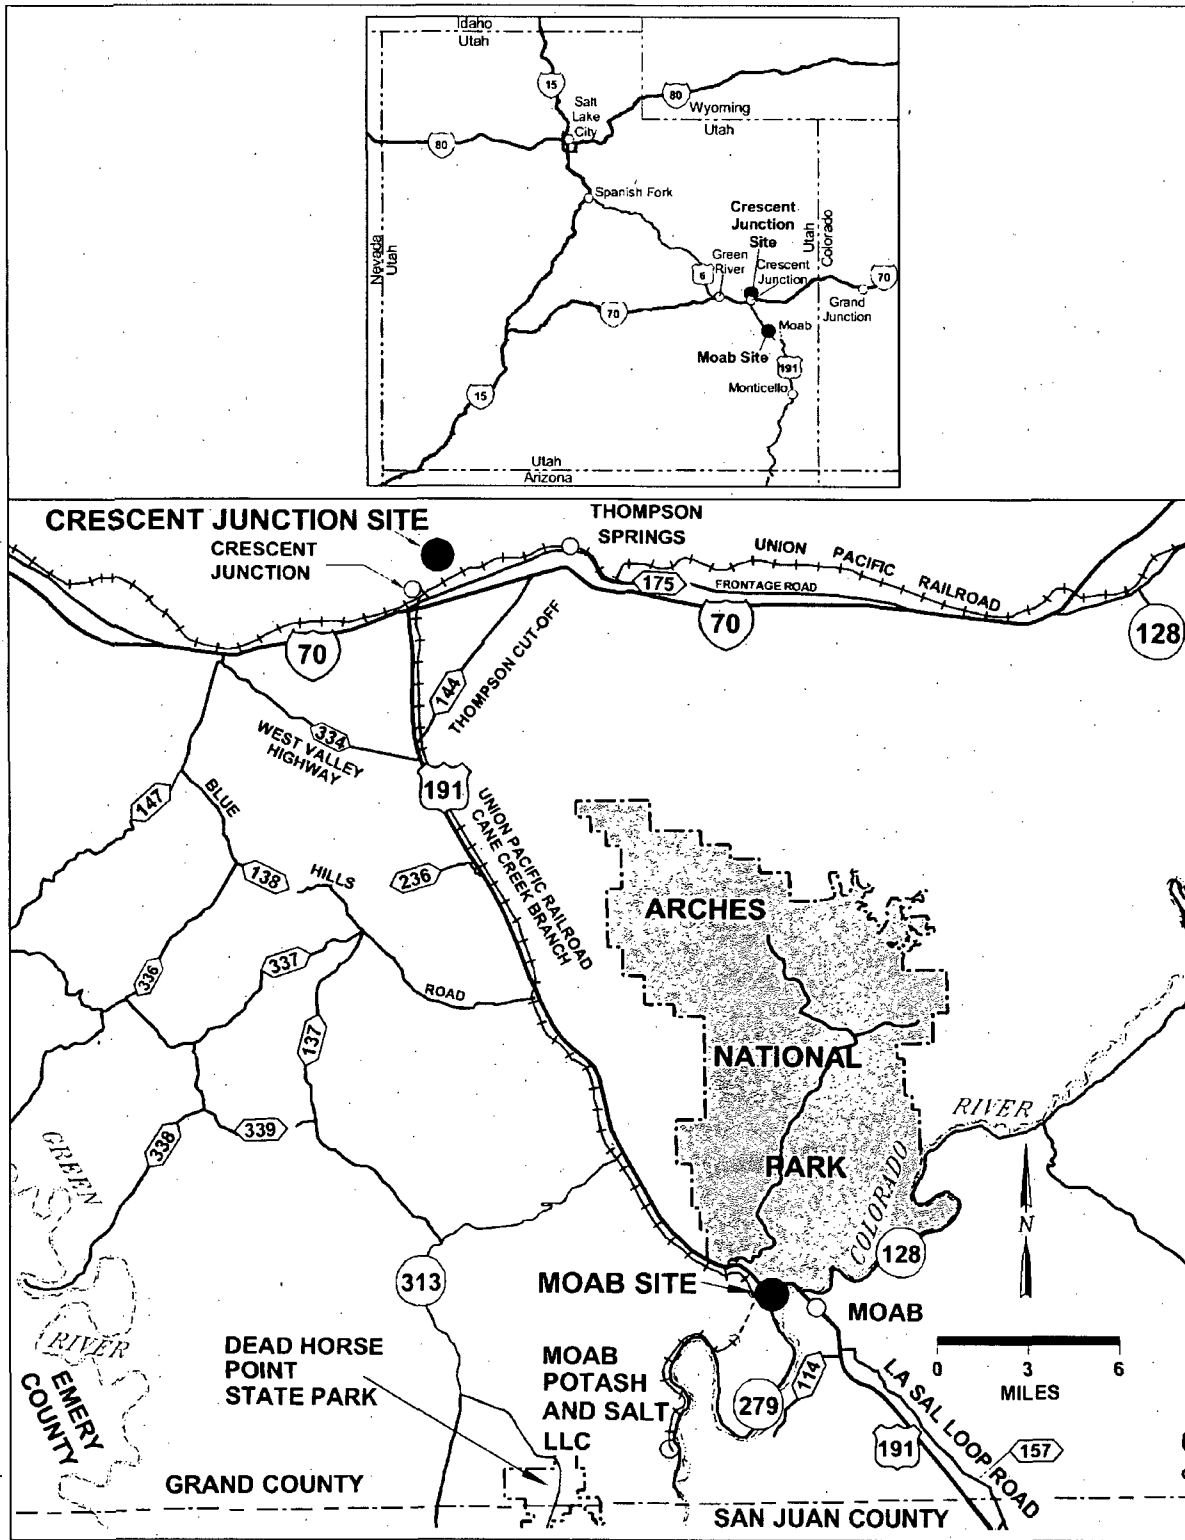 Idaho
Utah
15
80
Salt
Lake
City
Wyoming
Utah
80
Spanish Fork
Nevada
Utah
Crescent
Junction
Site
Utah
Colorado
Green
River
6
Crescent
Junction
70
Grand
Junction
70
Moab
Moab Site
191
15
Monticello
Utah
Arizona
CRESCENT JUNCTION SITE
CRESCENT
JUNCTION
THOMPSON
SPRINGS
UNION PACIFIC RAILROAD
175
FRONTAGE ROAD
70
70
128
144
THOMPSON CUT-OFF
334
WEST VALLEY
HIGHWAY
191
147
BLUE
UNION PACIFIC RAILROAD
CANE CREEK BRANCH
138
HILLS
236
ARCHES
336
337
ROAD
137
NATIONAL
RIVER
338
339
GREEN
PARK
COLORADO
N
128
313
MOAB SITE
MOAB
RIVER
DEAD HORSE
POINT
STATE PARK
MOAB
POTASH
AND SALT
LLC
0 3 6
MILES
EMERY
COUNTY
279
114
LA SAL LOOP ROAD
191
157
GRAND COUNTY
SAN JUAN COUNTY